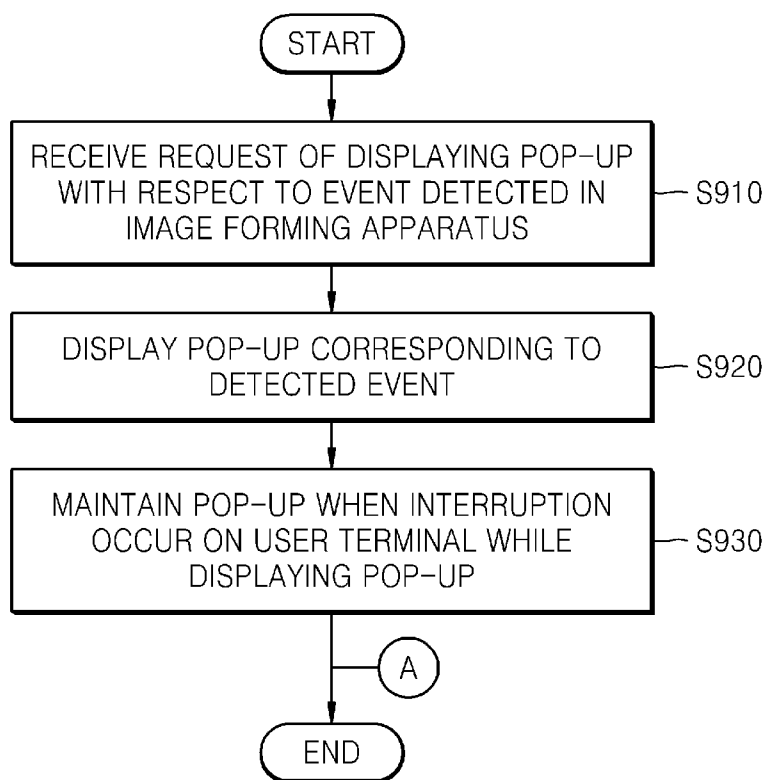 START
RECEIVE REQUEST OF DISPLAYING POP-UP
WITH RESPECT TO EVENT DETECTED IN
IMAGE FORMING APPARATUS
S910
DISPLAY POP-UP CORRESPONDING TO
DETECTED EVENT
S920
MAINTAIN POP-UP WHEN INTERRUPTION
OCCUR ON USER TERMINAL WHILE
DISPLAYING POP-UP
S930
A
END